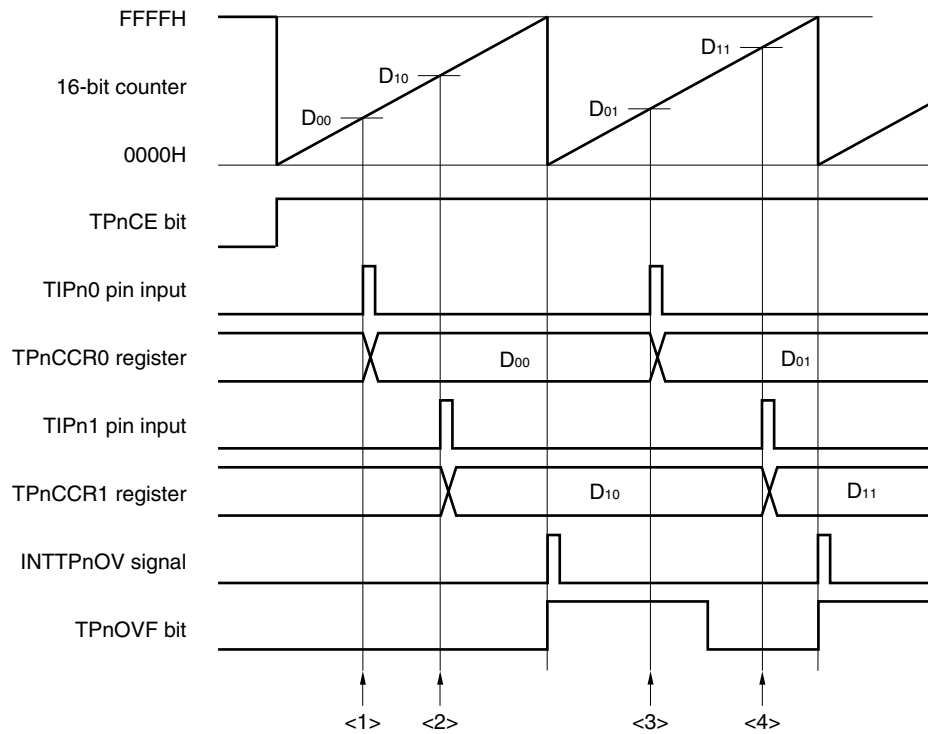 FFFFH
D11
D10
16-bit counter
D01
D00
0000H
TPnCE bit
TIPn0 pin input
TPnCCR0 register
D00
D01
TIPn1 pin input
TPnCCR1 register
D10
D11
INTTPnOV signal
TPnOVF bit
<1>
<2>
<3>
<4>